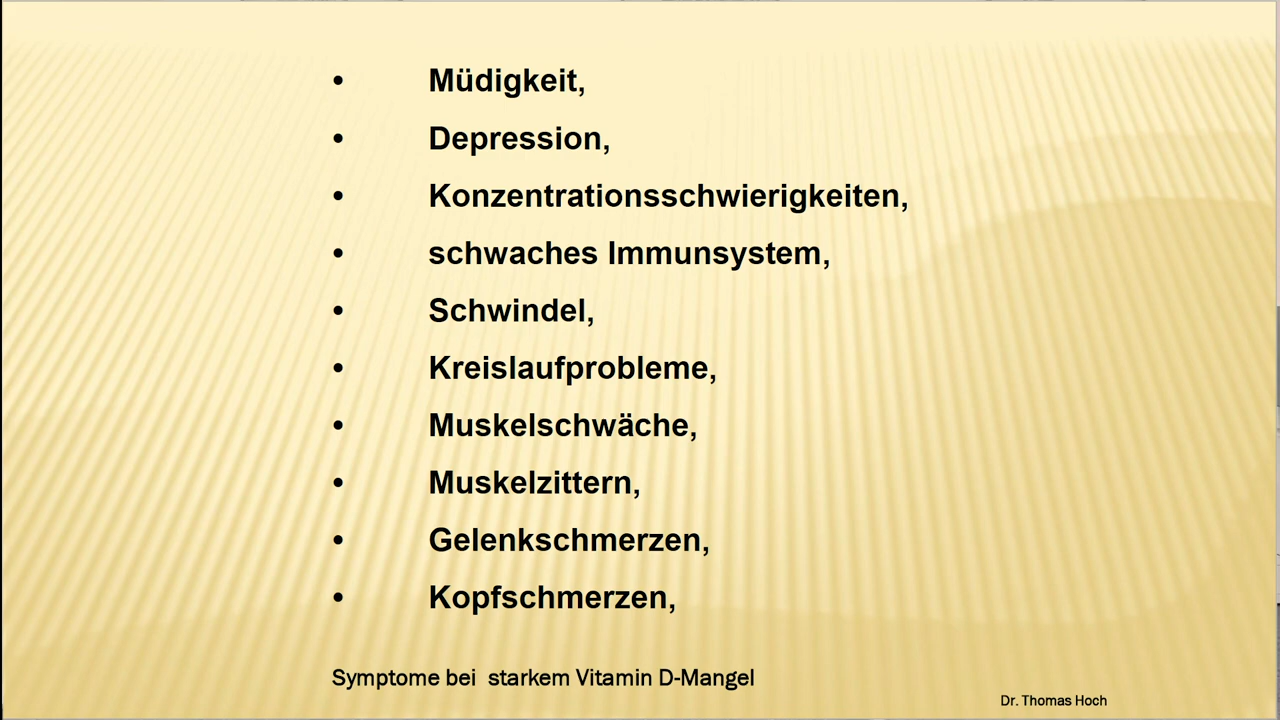 • Müdigkeit,
• Depression,
• Konzentrationsschwierigkeiten,
• schwaches Immunsystem,
• Schwindel,
• Kreislaufprobleme,
• Muskelschwäche,
• Muskelzittern,
• Gelenkschmerzen,
• Kopfschmerzen,
Symptome bei starkem Vitamin D-Mangel
Dr. Thomas Hoch